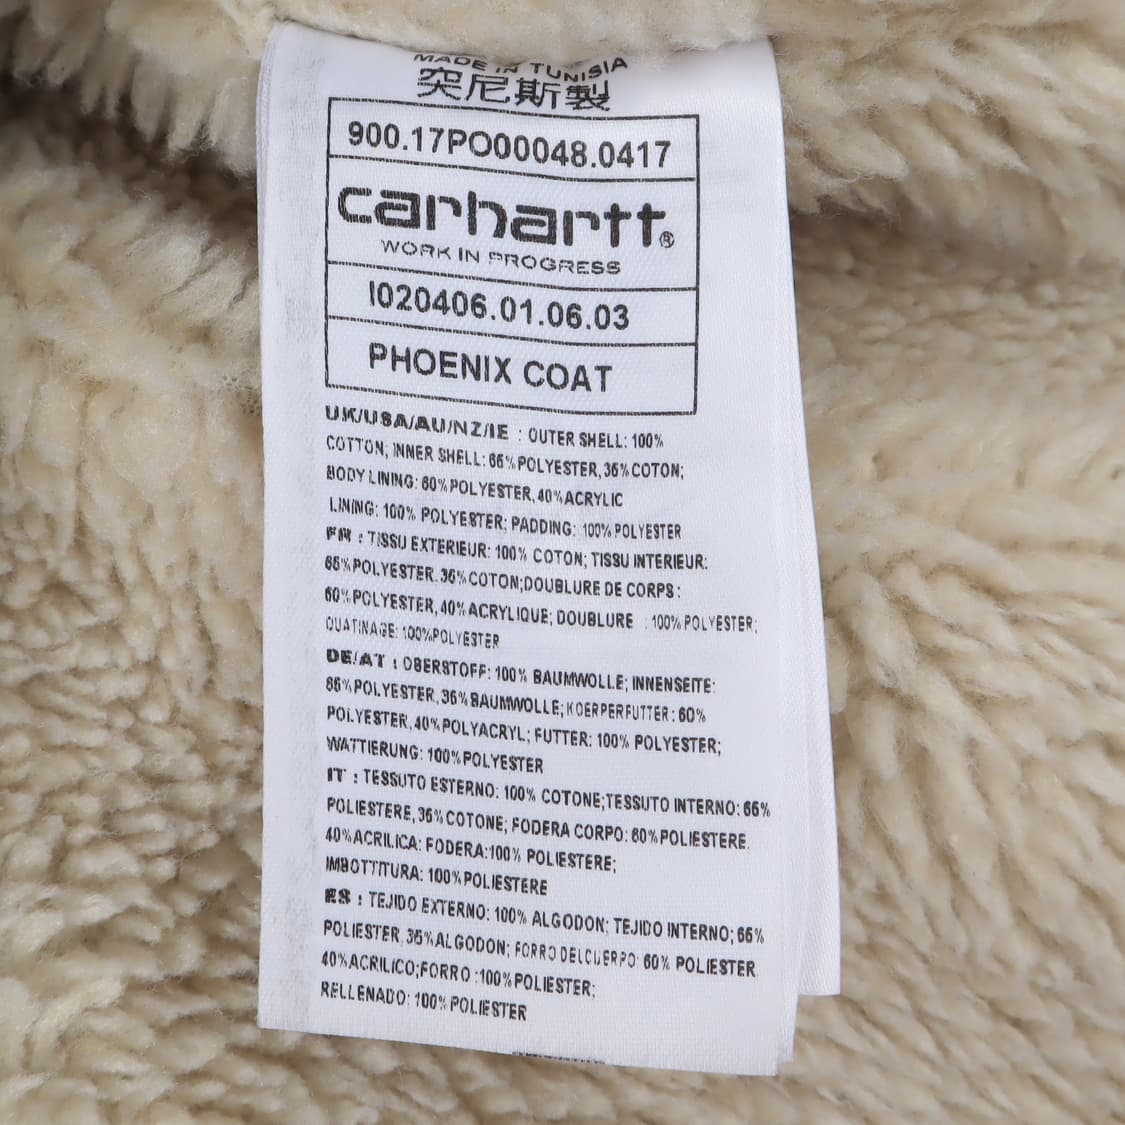 MADE IN TUNISIA
突尼斯製
900.17PO00048.0417
carhartt®
WORK IN PROGRESS
I020406.01.06.03
PHOENIX COAT
UK/USA/AU/NZ/IE : OUTER SHELL: 100%
COTTON; INNER SHELL: 65% POLYESTER, 35% COTON;
BODY LINING: 60% POLYESTER, 40% ACRYLIC
LINING: 100% POLYESTER; PADDING: 100% POLYESTER
FR : TISSU EXTERIEUR: 100% COTON; TISSU INTERIEUR:
65% POLYESTER. 35% COTON;DOUBLURE DE CORPS :
60% POLYESTER, 40% ACRYLIQUE; DOUBLURE : 100% POLYESTER;
OUATINAGE: 100%POLYESTER
DE/AT : OBERSTOFF: 100% BAUMWOLLE; INNENSEITE:
65% POLYESTER, 35% BAUMWOLLE; KOERPERFUTTER: 60%
POLYESTER, 40% POLYACRYL; FUTTER: 100% POLYESTER;
WATTIERUNG: 100% POLYESTER
IT : TESSUTO ESTERNO: 100% COTONE;TESSUTO INTERNO: 65%
POLIESTERE, 35% COTONE; FODERA CORPO: 60% POLIESTERE.
40% ACRILICA: FODERA:100% POLIESTERE;
IMBOTTITURA: 100% POLIESTERE
ES : TEJIDO EXTERNO: 100% ALGODON; TEJIDO INTERNO; 65%
POLIESTER, 35% ALGODON; FORRO DELCUERPO: 60% POLIESTER.
40% ACRILICO;FORRO :100% POLIESTER;
RELLENADO: 100% POLIESTER